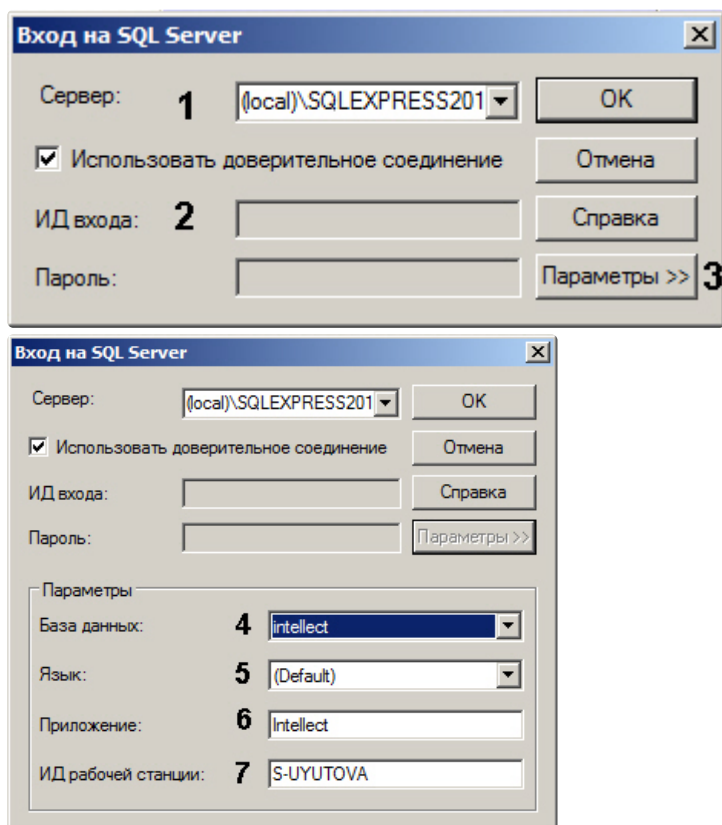 Вход на SQL Server
Сервер: 1 (local)\SQLEXPRESS201 OK
Использовать доверительное соединение Отмена
ИД входа: 2 Справка
Пароль: Параметры >> 3
Вход на SQL Server
Сервер: (local)\SQLEXPRESS201 OK
Использовать доверительное соединение Отмена
ИД входа: Справка
Пароль: Параметры >>
Параметры
База данных: 4 intellect
Язык: 5 (Default)
Приложение: 6 Intellect
ИД рабочей станции: 7 S-UYUTOVA